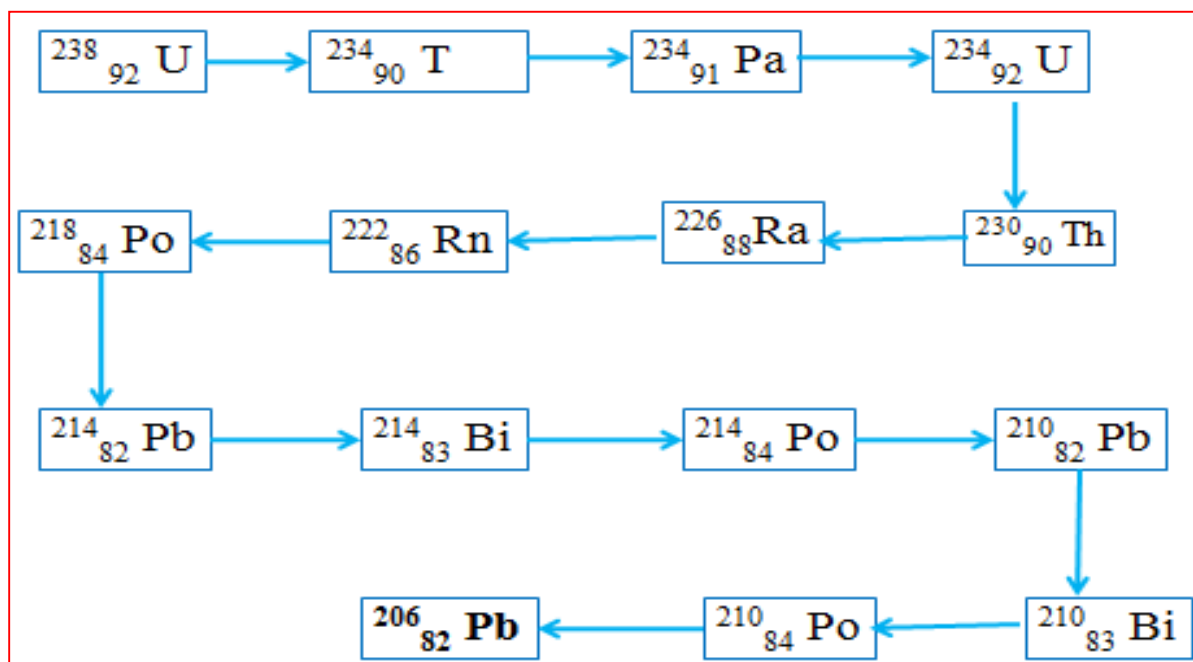 238 92 U 234 90 T 234 91 Pa 234 92 U
218 84 Po 222 86 Rn 226 88 Ra 230 90 Th
214 82 Pb 214 83 Bi 214 84 Po 210 82 Pb
206 82 Pb 210 84 Po 210 83 Bi